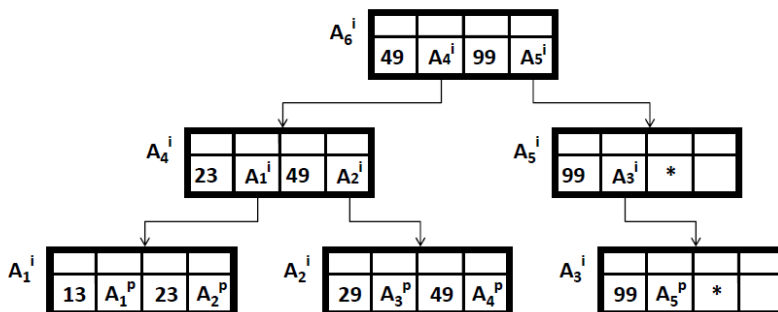 A₆ⁱ 49 A₄ⁱ 99 A₅ⁱ
A₄ⁱ 23 A₁ⁱ 49 A₂ⁱ
A₅ⁱ 99 A₃ⁱ *
A₁ⁱ 13 A₁ᵖ 23 A₂ᵖ
A₂ⁱ 29 A₃ᵖ 49 A₄ᵖ
A₃ⁱ 99 A₅ᵖ *